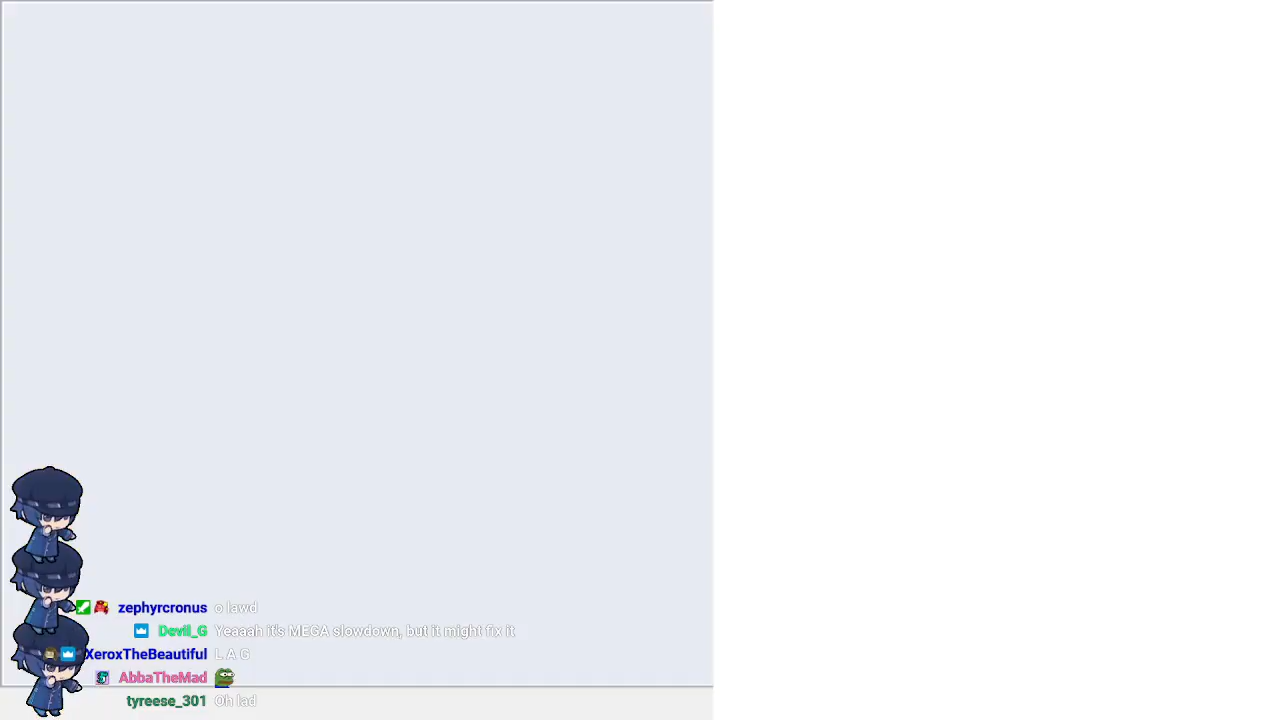 zephyrcronus o lawd
Devil_G Yeaaah it's MEGA slowdown, but it might fix it
XeroxTheBeautiful L A G
AbbaTheMad
tyreese_301 Oh lad